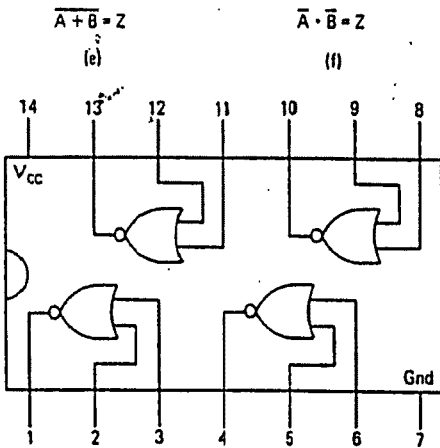 A̅ ̅+̅ ̅B̅ = Z A̅ · B̅ = Z
(e) (f)
14 13 12 11 10 9 8
VCC
Gnd
1 2 3 4 5 6 7